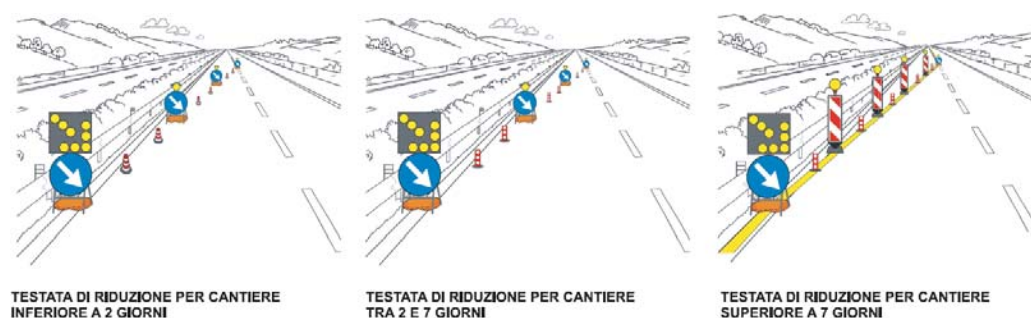 TESTATA DI RIDUZIONE PER CANTIERE
INFERIORE A 2 GIORNI
TESTATA DI RIDUZIONE PER CANTIERE
TRA 2 E 7 GIORNI
TESTATA DI RIDUZIONE PER CANTIERE
SUPERIORE A 7 GIORNI